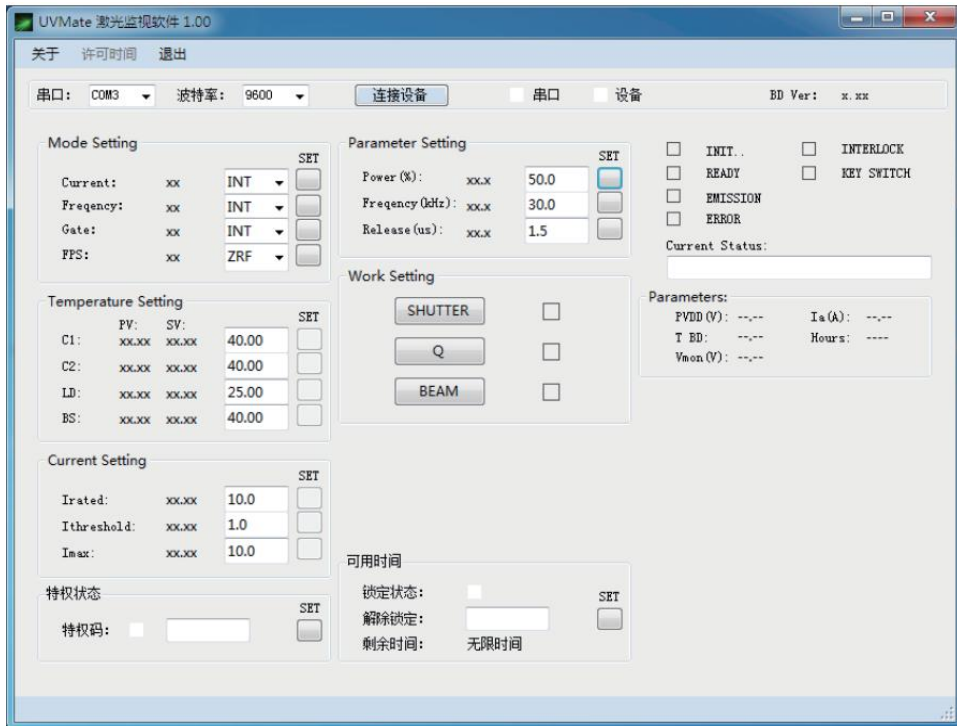 UVMate 激光监视软件 1.00
关于 许可时间 退出
串口: COM3 波特率: 9600 连接设备 串口 设备 BD Ver: x.xx
Mode Setting
SET
Current: xx INT
Freqency: xx INT
Gate: xx INT
FPS: xx ZRF
Temperature Setting
PV: SV: SET
C1: xx.xx xx.xx 40.00
C2: xx.xx xx.xx 40.00
LD: xx.xx xx.xx 25.00
BS: xx.xx xx.xx 40.00
Current Setting
SET
Irated: xx.xx 10.0
Ithreshold: xx.xx 1.0
Imax: xx.xx 10.0
特权状态
SET
特权码:
Parameter Setting
SET
Power(%): xx.x 50.0
Freqency(kHz): xx.x 30.0
Release(us): xx.x 1.5
Work Setting
SHUTTER
Q
BEAM
可用时间
锁定状态: SET
解除锁定:
剩余时间: 无限时间
INIT.. INTERLOCK
READY KEY SWITCH
EMISSION
ERROR
Current Status:
Parameters:
PVDD(V): --.-- Ia(A): --.--
T BD: --.-- Hours: ----
Vmon(V): --.--